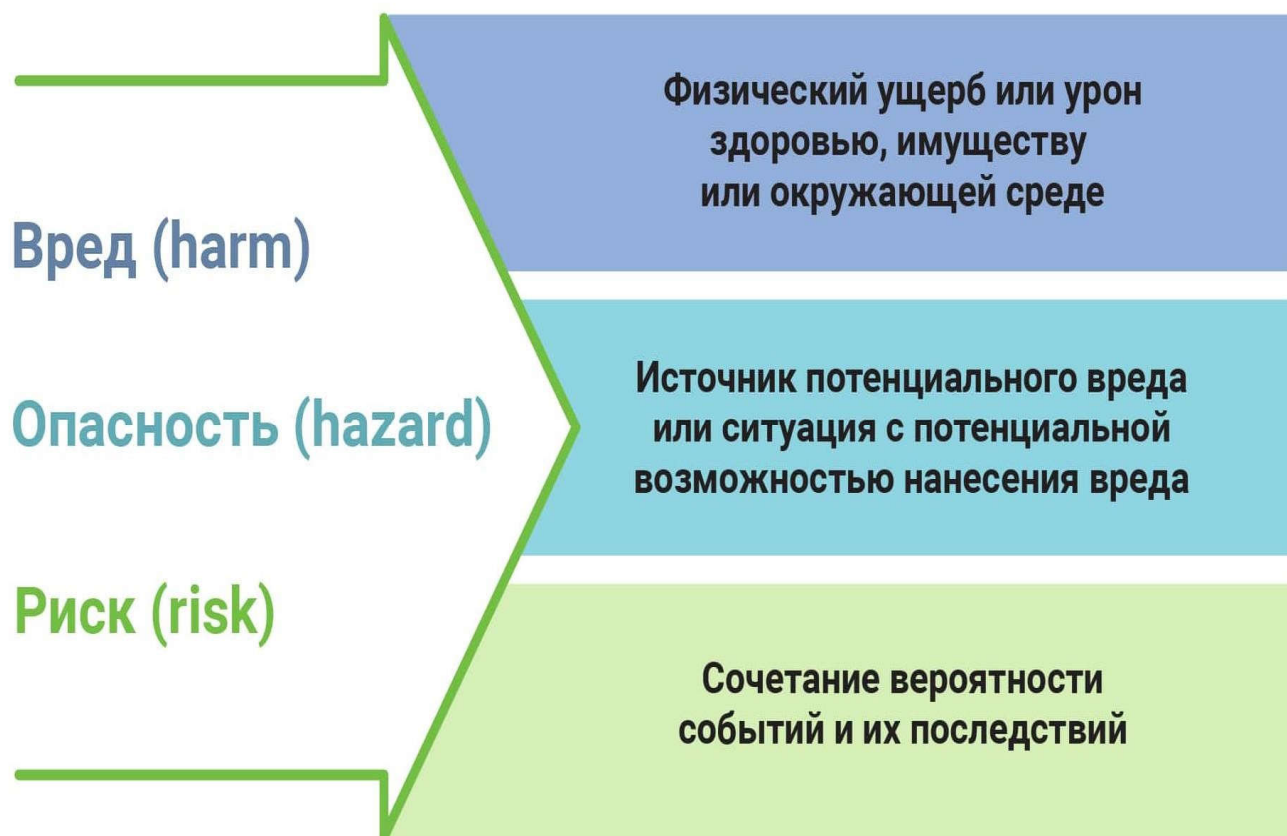 Вред (harm)
Физический ущерб или урон
здоровью, имуществу
или окружающей среде
Опасность (hazard)
Источник потенциального вреда
или ситуация с потенциальной
возможностью нанесения вреда
Риск (risk)
Сочетание вероятности
событий и их последствий